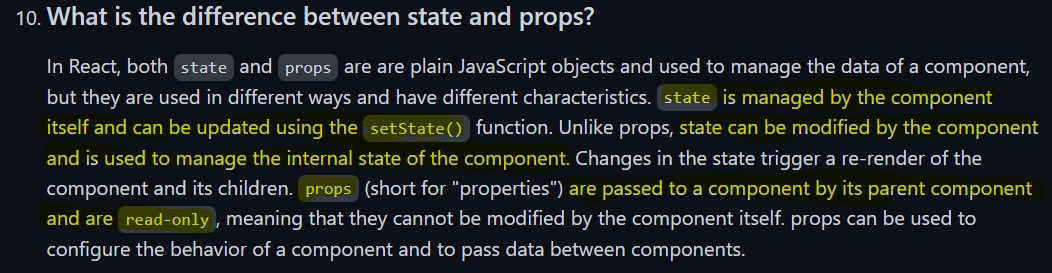 10. What is the difference between state and props?
In React, both state and props are are plain JavaScript objects and used to manage the data of a component,
but they are used in different ways and have different characteristics. state is managed by the component
itself and can be updated using the setState() function. Unlike props, state can be modified by the component
and is used to manage the internal state of the component. Changes in the state trigger a re-render of the
component and its children. props (short for "properties") are passed to a component by its parent component
and are read-only, meaning that they cannot be modified by the component itself. props can be used to
configure the behavior of a component and to pass data between components.